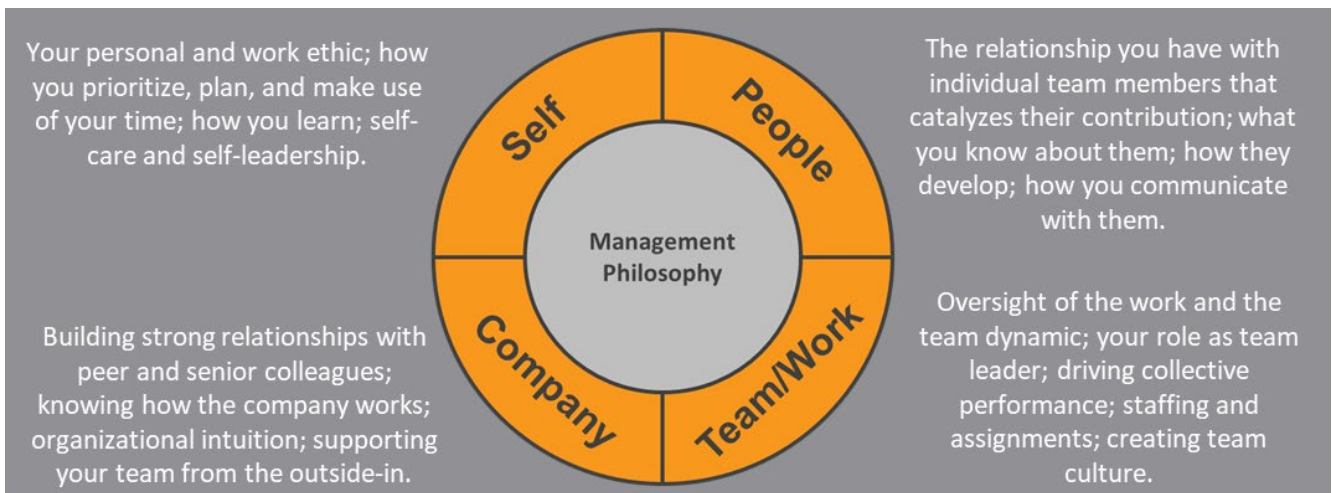 Your personal and work ethic; how
you prioritize, plan, and make use
of your time; how you learn; self-
care and self-leadership.
Self
People
The relationship you have with
individual team members that
catalyzes their contribution; what
you know about them; how they
develop; how you communicate
with them.
Management
Philosophy
Building strong relationships with
peer and senior colleagues;
knowing how the company works;
organizational intuition; supporting
your team from the outside-in.
Company
Team/Work
Oversight of the work and the
team dynamic; your role as team
leader; driving collective
performance; staffing and
assignments; creating team
culture.